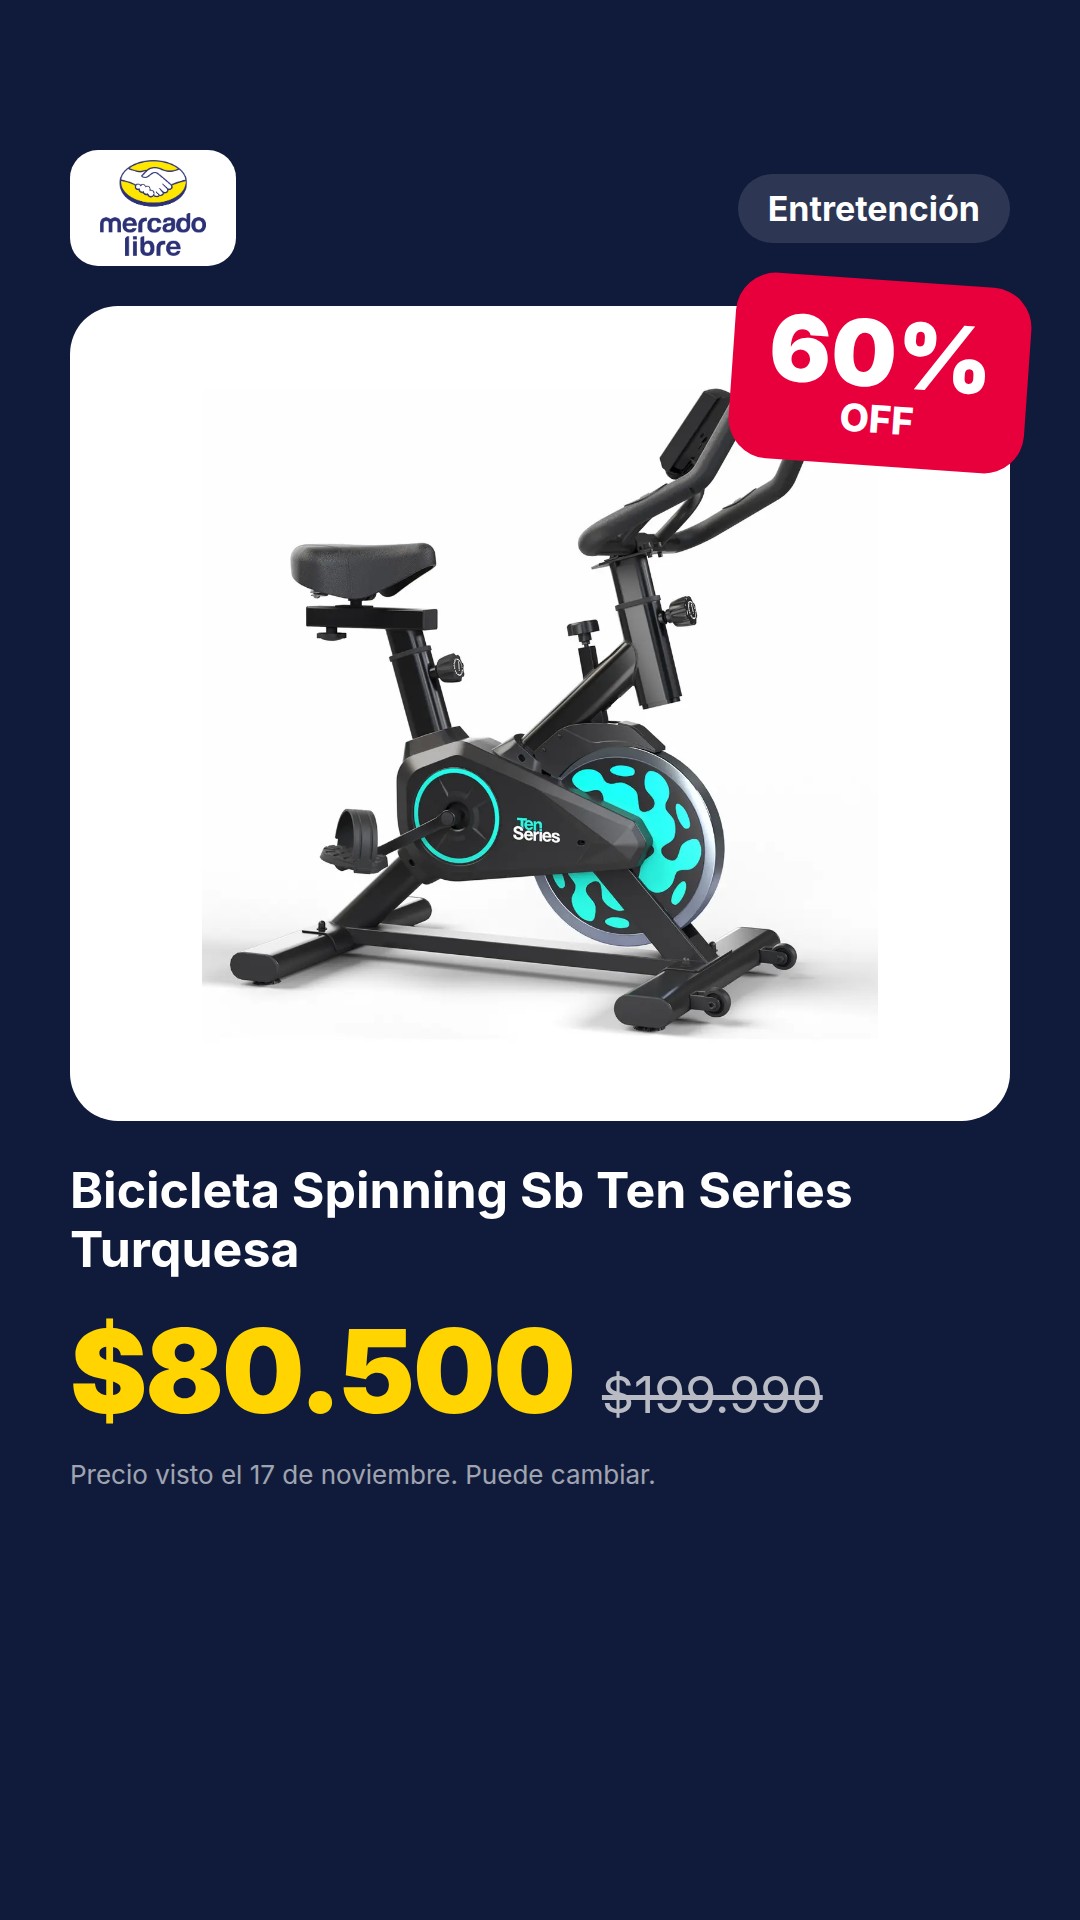 mercado
libre
Entretención
60%
OFF
Ten
Series
Bicicleta Spinning Sb Ten Series
Turquesa
$80.500 $199.990
Precio visto el 17 de noviembre. Puede cambiar.